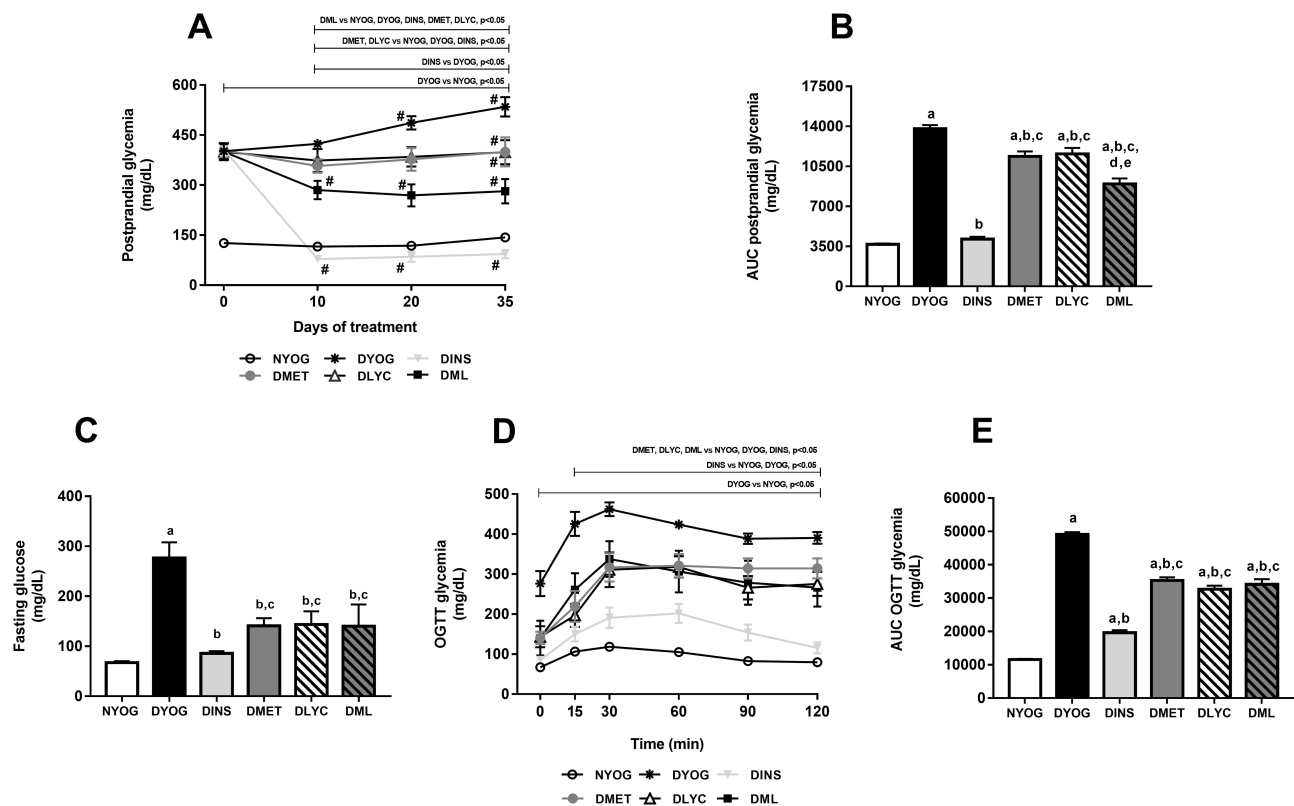 A
DML vs NYOG, DYOG, DINS, DMET, DLYC, p<0.05
DMET, DLYC vs NYOG, DYOG, DINS, p<0.05
DINS vs DYOG, p<0.05
DYOG vs NYOG, p<0.05
Postprandial glycemia
(mg/dL)
600
450
300
150
0
# #
# #
# # #
# # #
0 10 20 35
Days of treatment
NYOG DYOG DINS
DMET DLYC DML
B
AUC postprandial glycemia
(mg/dL)
17500
14000
10500
7000
3500
0
a
b
a,b,c
a,b,c
a,b,c,
d,e
NYOG DYOG DINS DMET DLYC DML
C
Fasting glucose
(mg/dL)
400
300
200
100
0
a
b
b,c
b,c
b,c
NYOG DYOG DINS DMET DLYC DML
D
DMET, DLYC, DML vs NYOG, DYOG, DINS, p<0.05
DINS vs NYOG, DYOG, p<0.05
DYOG vs NYOG, p<0.05
OGTT glycemia
(mg/dL)
500
400
300
200
100
0
0 15 30 60 90 120
Time (min)
NYOG DYOG DINS
DMET DLYC DML
E
AUC OGTT glycemia
(mg/dL)
60000
50000
40000
30000
20000
10000
0
a
a,b
a,b,c
a,b,c
a,b,c
NYOG DYOG DINS DMET DLYC DML